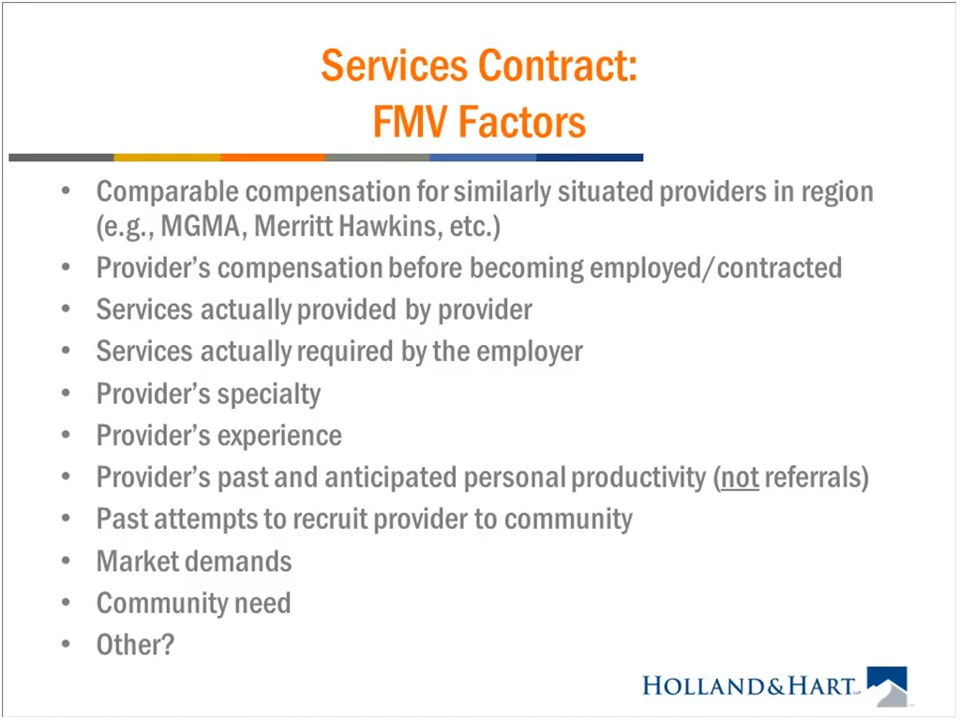 Services Contract:
FMV Factors
• Comparable compensation for similarly situated providers in region
(e.g., MGMA, Merritt Hawkins, etc.)
• Provider’s compensation before becoming employed/contracted
• Services actually provided by provider
• Services actually required by the employer
• Provider’s specialty
• Provider’s experience
• Provider’s past and anticipated personal productivity (not referrals)
• Past attempts to recruit provider to community
• Market demands
• Community need
• Other?
HOLLAND & HART LLP